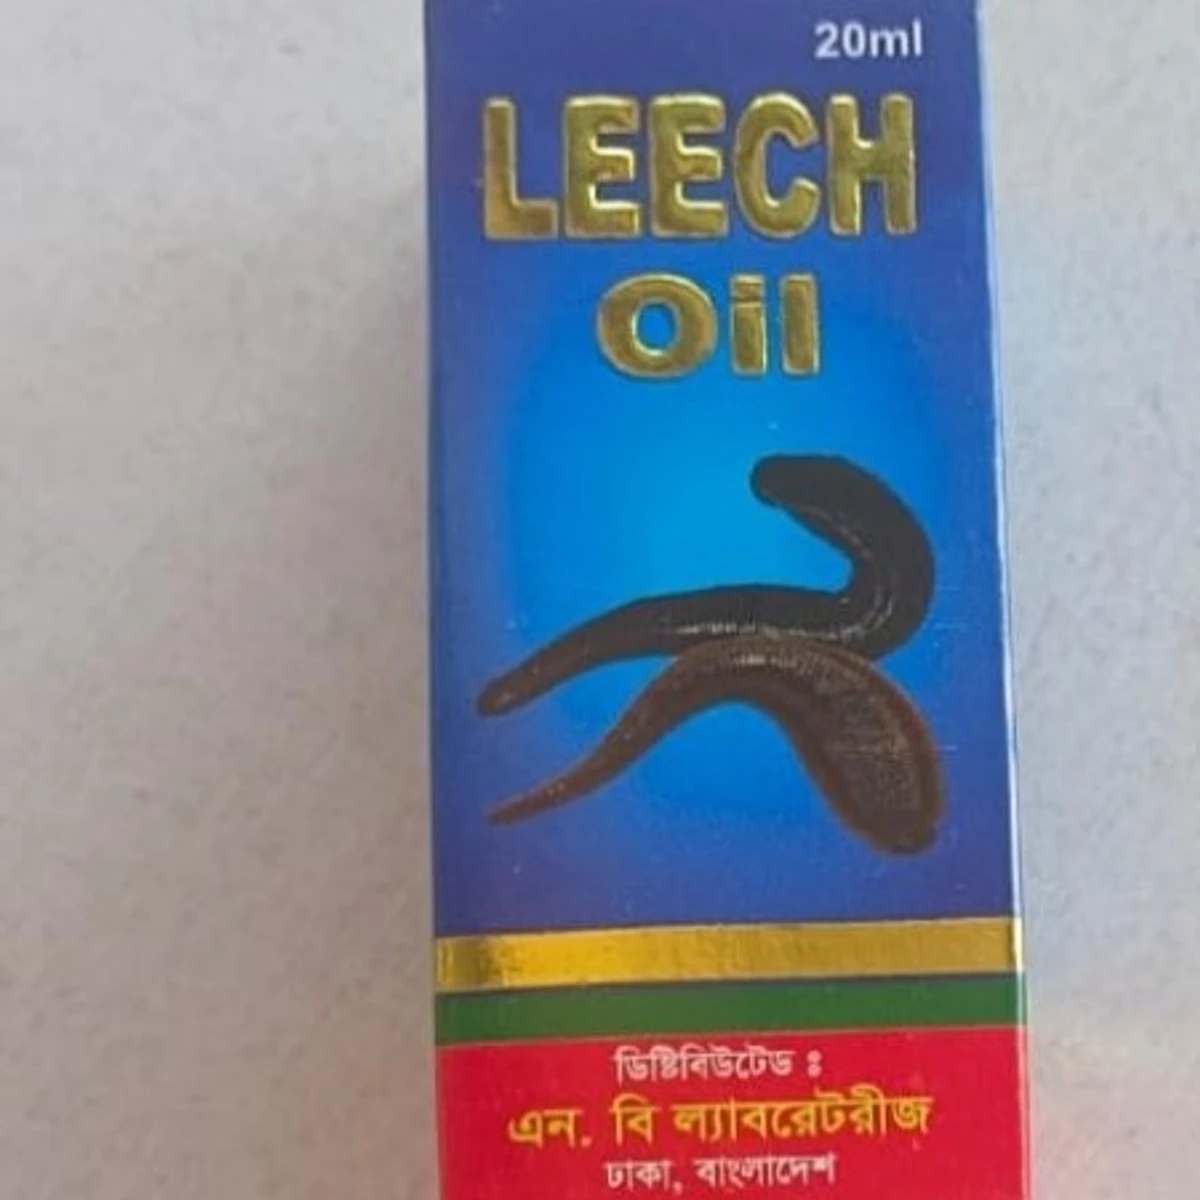 20ml
LEECH
Oil
ডিষ্টিবিউটেড ঃ
এন. বি ল্যাবরেটরীজ
ঢাকা, বাংলাদেশ